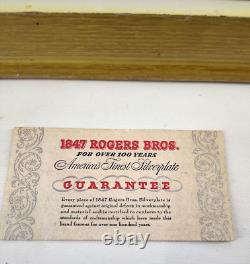 1847 ROGERS BROS.
FOR OVER 100 YEARS
America's Finest Silverplate
GUARANTEE
Every piece of 1847 Rogers Bros. Silverplate is
guaranteed against original defects in workmanship
and material and is certified to conform to the
standards of craftsmanship which have made this
brand famous for over one hundred years.